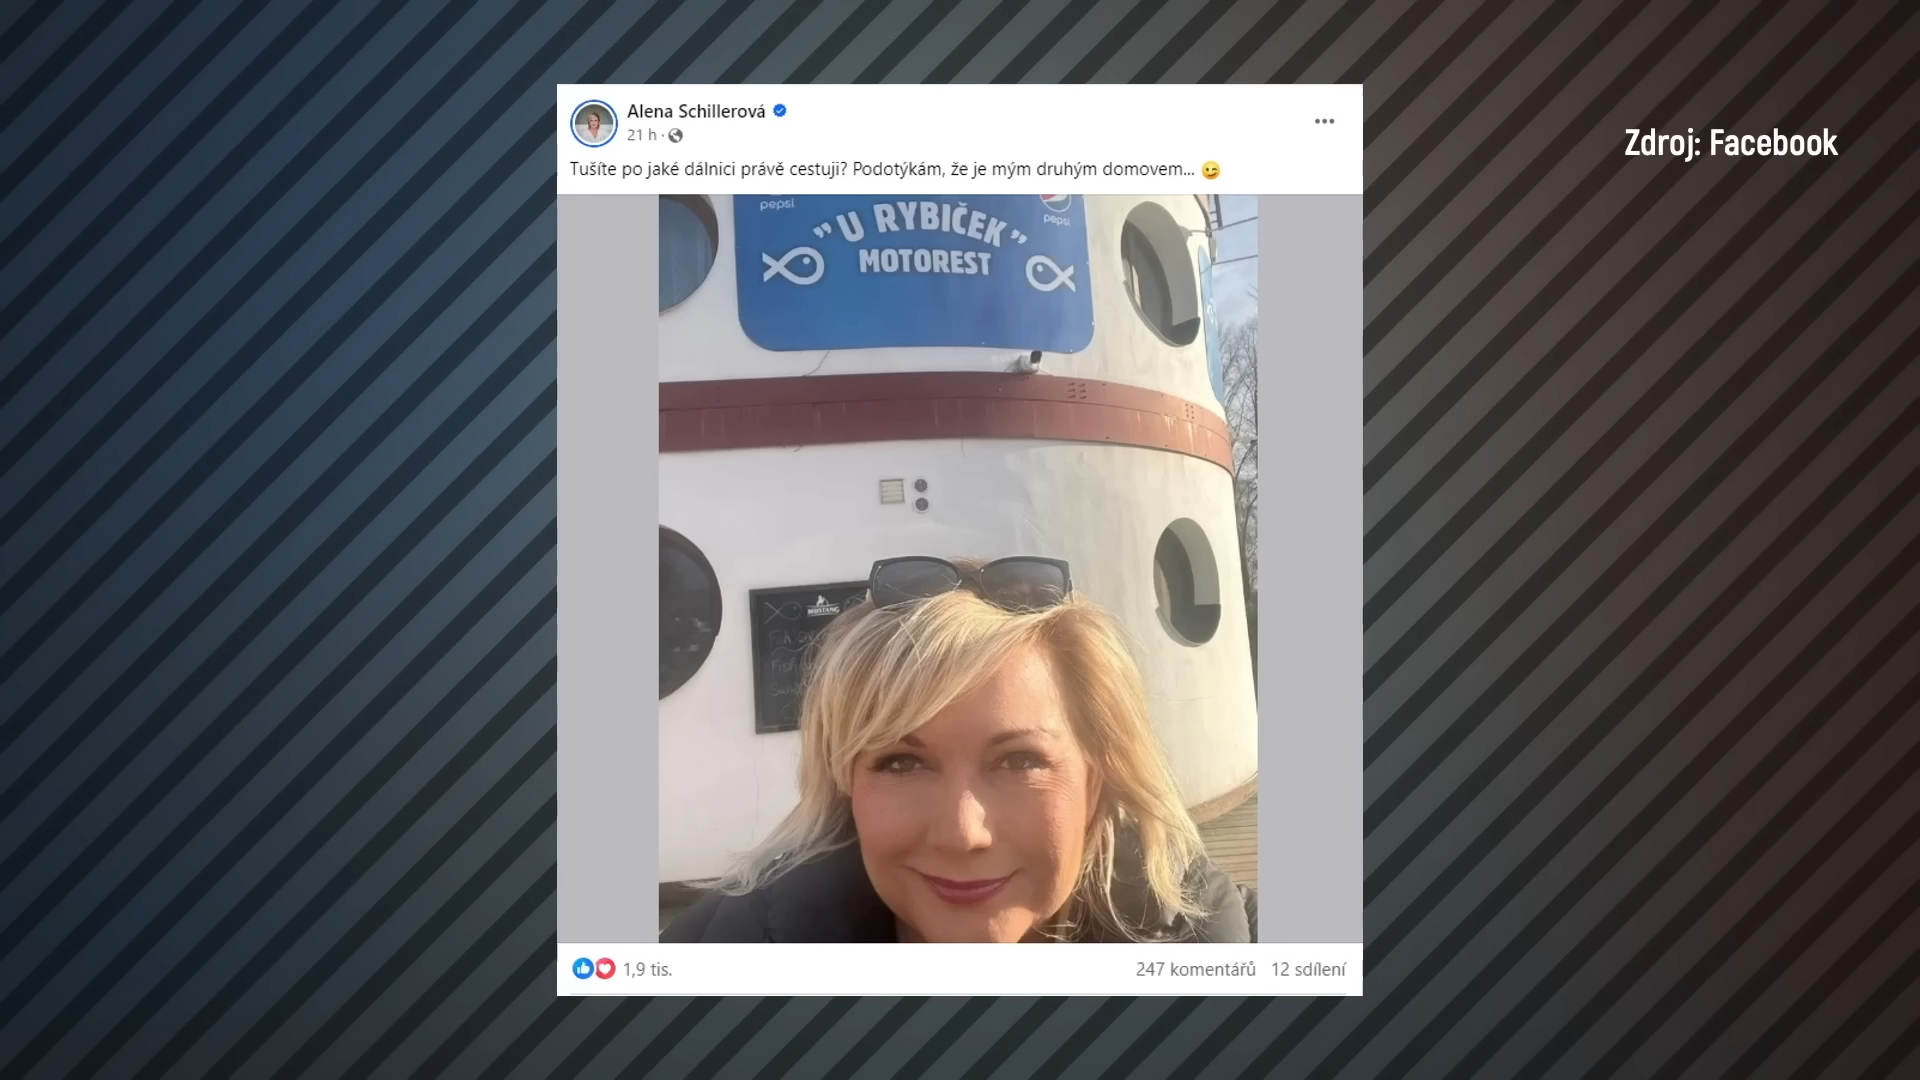 Alena Schillerová
21 h
Zdroj: Facebook
Tušíte po jaké dálnici právě cestuji? Podotýkám, že je mým druhým domovem... 😉
pepsi
pepsi
"U RYBIČEK"
MOTOREST
MUSTANG
1,9 tis.
247 komentářů 12 sdílení